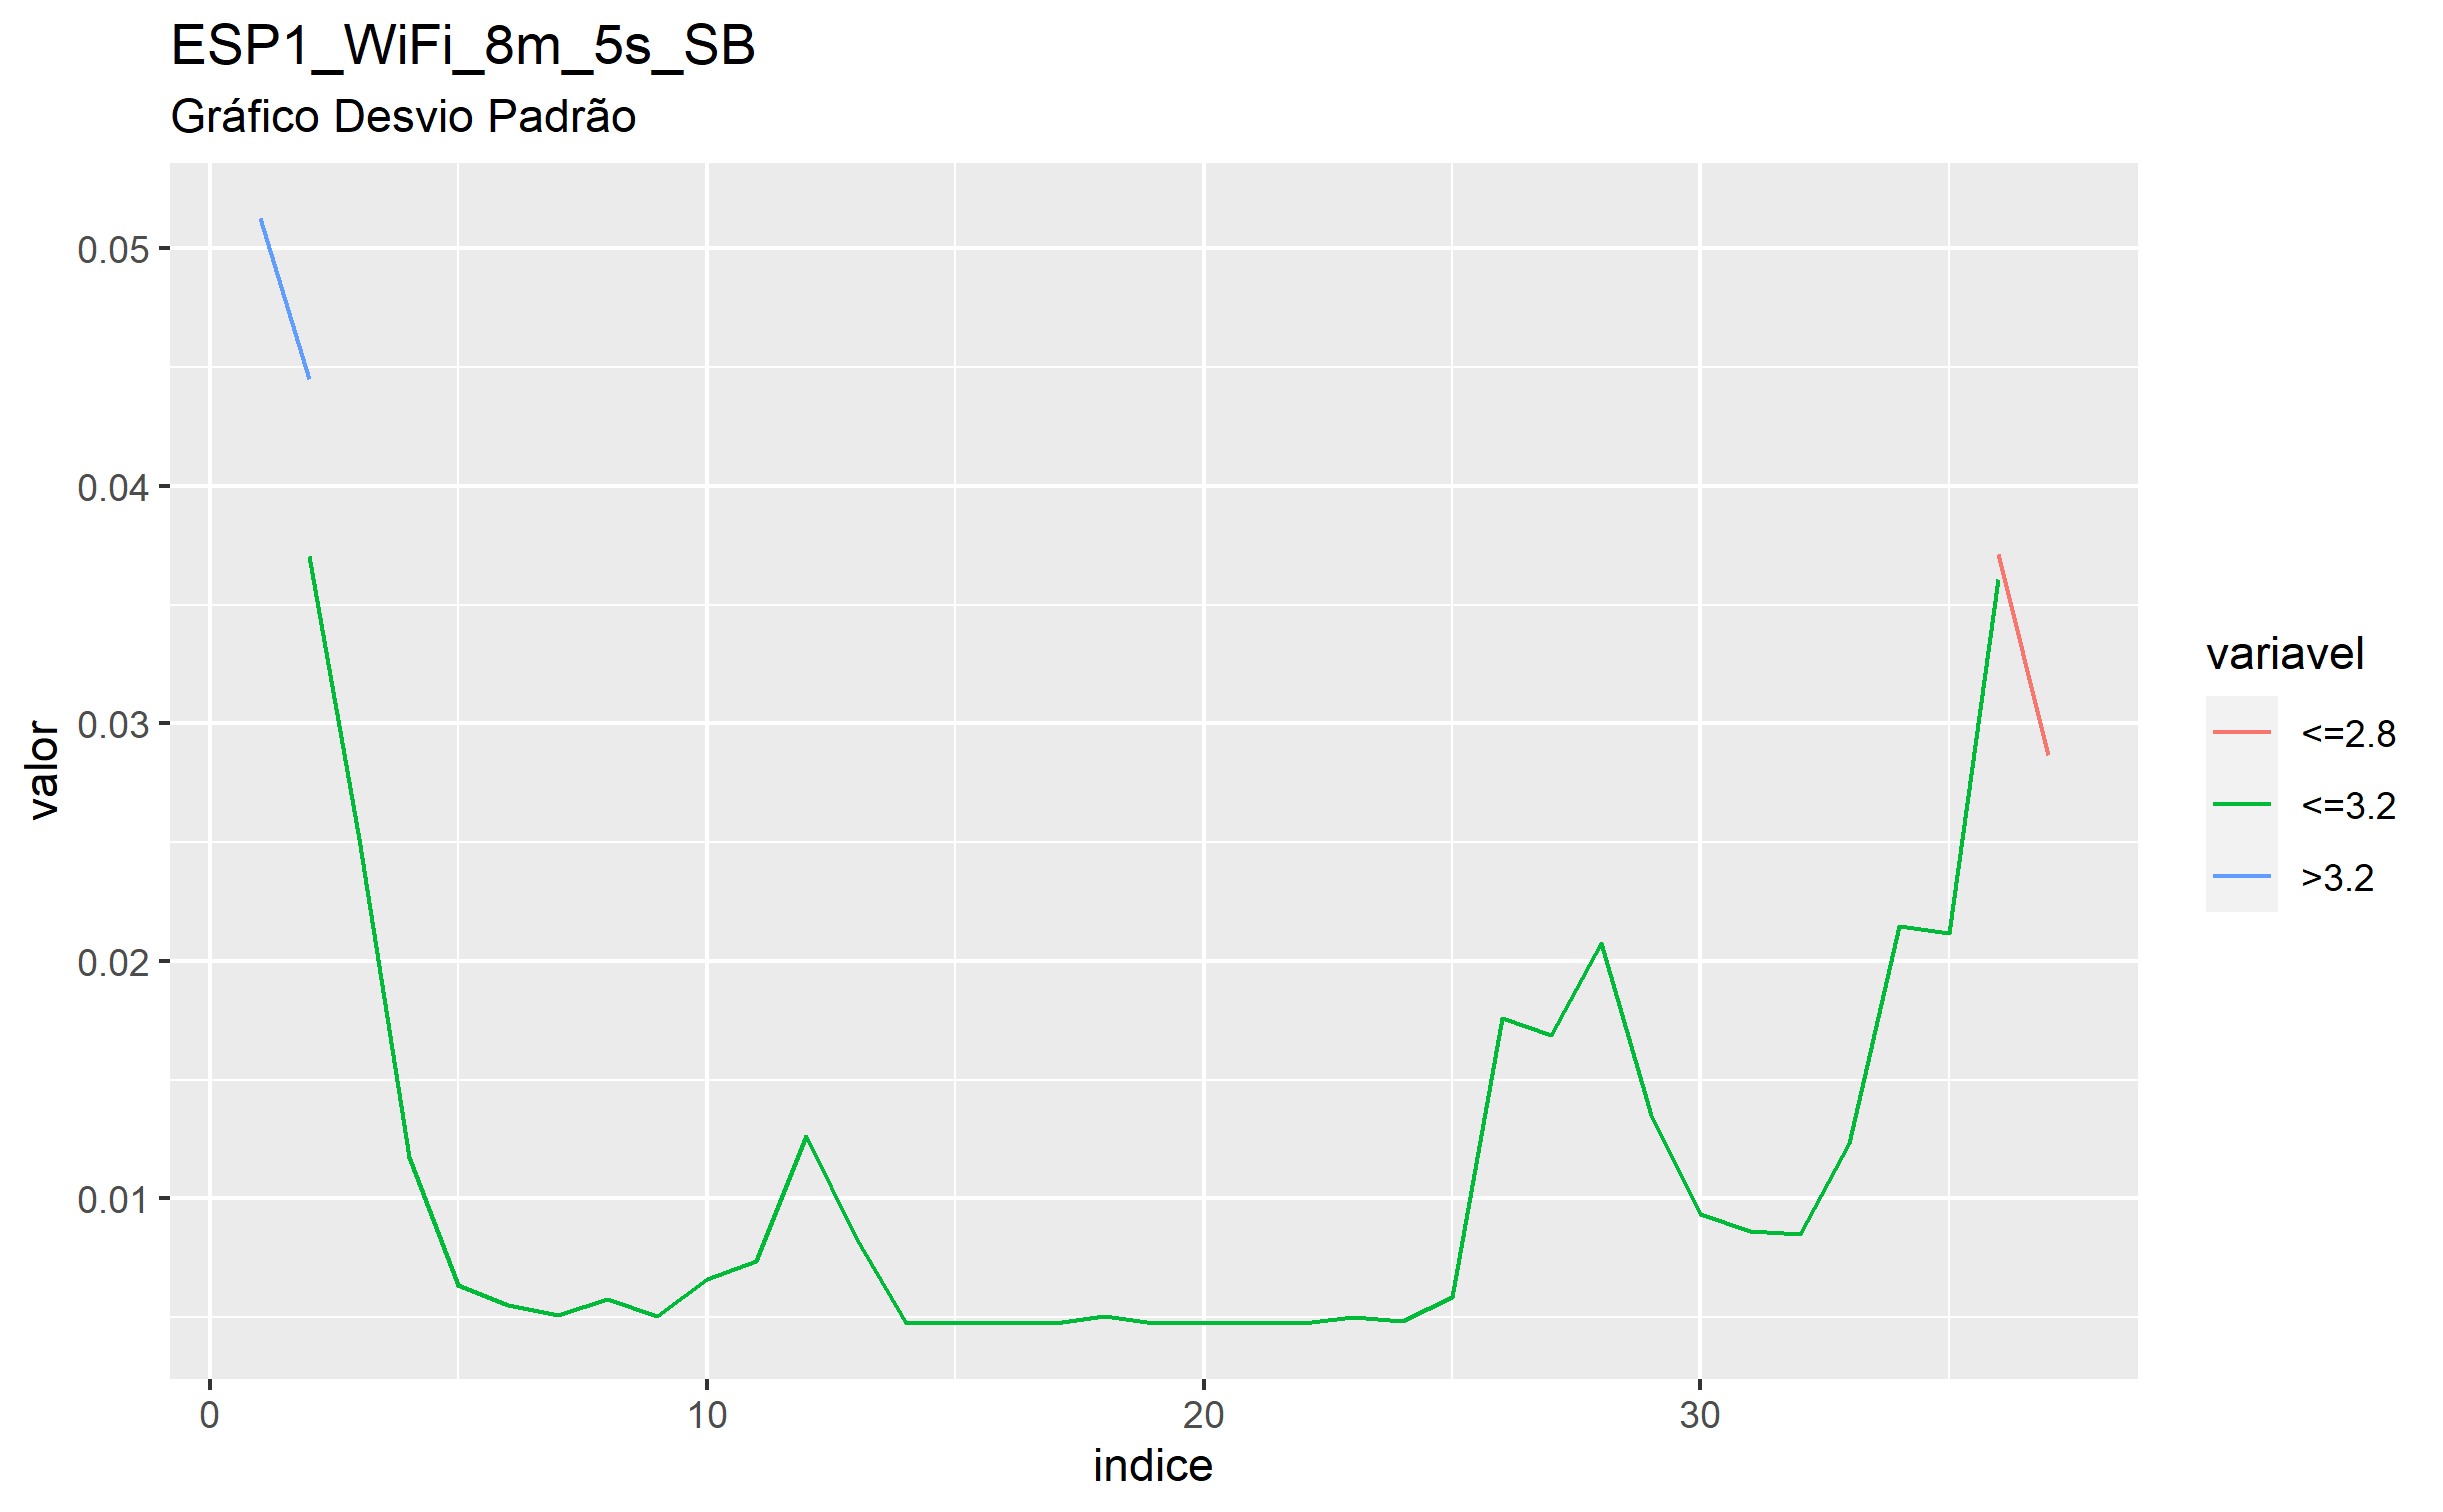 ESP1_WiFi_8m_5s_SB
Gráfico Desvio Padrão
0.05
0.04
0.03
0.02
0.01
valor
0 10 20 30
indice
variavel
<=2.8
<=3.2
>3.2